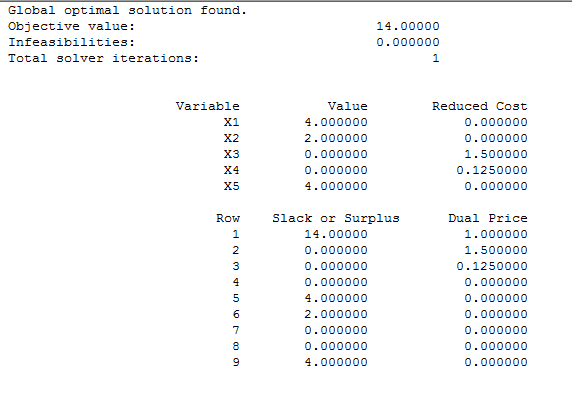 Global optimal solution found.
Objective value: 14.00000
Infeasibilities: 0.000000
Total solver iterations: 1
Variable Value Reduced Cost
X1 4.000000 0.000000
X2 2.000000 0.000000
X3 0.000000 1.500000
X4 0.000000 0.1250000
X5 4.000000 0.000000
Row Slack or Surplus Dual Price
1 14.00000 1.000000
2 0.000000 1.500000
3 0.000000 0.1250000
4 0.000000 0.000000
5 4.000000 0.000000
6 2.000000 0.000000
7 0.000000 0.000000
8 0.000000 0.000000
9 4.000000 0.000000